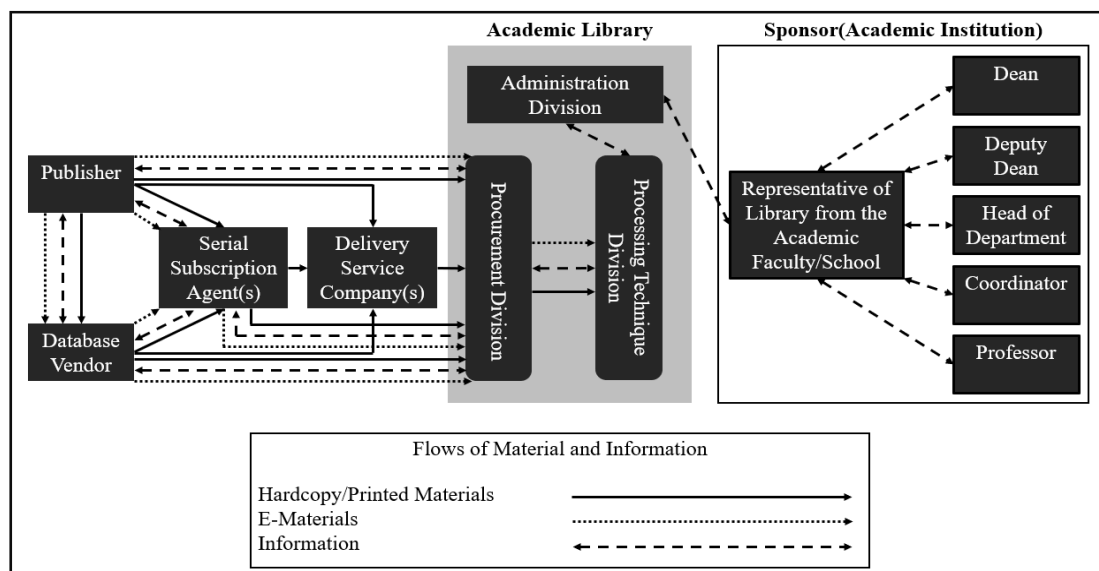 Academic Library
Sponsor(Academic Institution)
Administration
Division
Dean
Deputy
Dean
Publisher
Procurement Division
Processing Technique
Division
Representative of
Library from the
Academic
Faculty/School
Head of
Department
Serial
Subscription
Agent(s)
Delivery
Service
Company(s)
Coordinator
Database
Vendor
Professor
Flows of Material and Information
Hardcopy/Printed Materials
E-Materials
Information